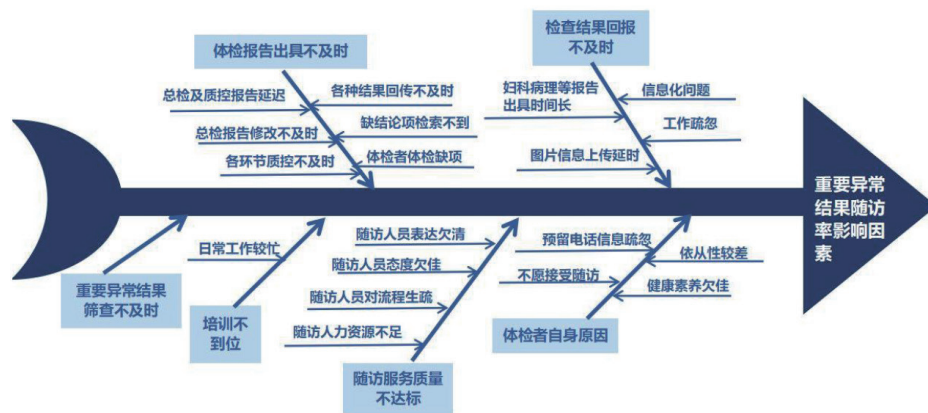 体检报告出具不及时
检查结果回报
不及时
总检及质控报告延迟
各种结果回传不及时
总检报告修改不及时
缺结论项检索不到
各环节质控不及时
体检者体检缺项
妇科病理等报告
出具时间长
信息化问题
工作疏忽
图片信息上传延时
重要异常
结果随访
率影响因
素
重要异常结果
筛查不及时
日常工作较忙
培训不
到位
随访人员表达欠清
随访人员态度欠佳
随访人员对流程生疏
随访人力资源不足
随访服务质量
不达标
预留电话信息疏忽
依从性较差
不愿接受随访
健康素养欠佳
体检者自身原因